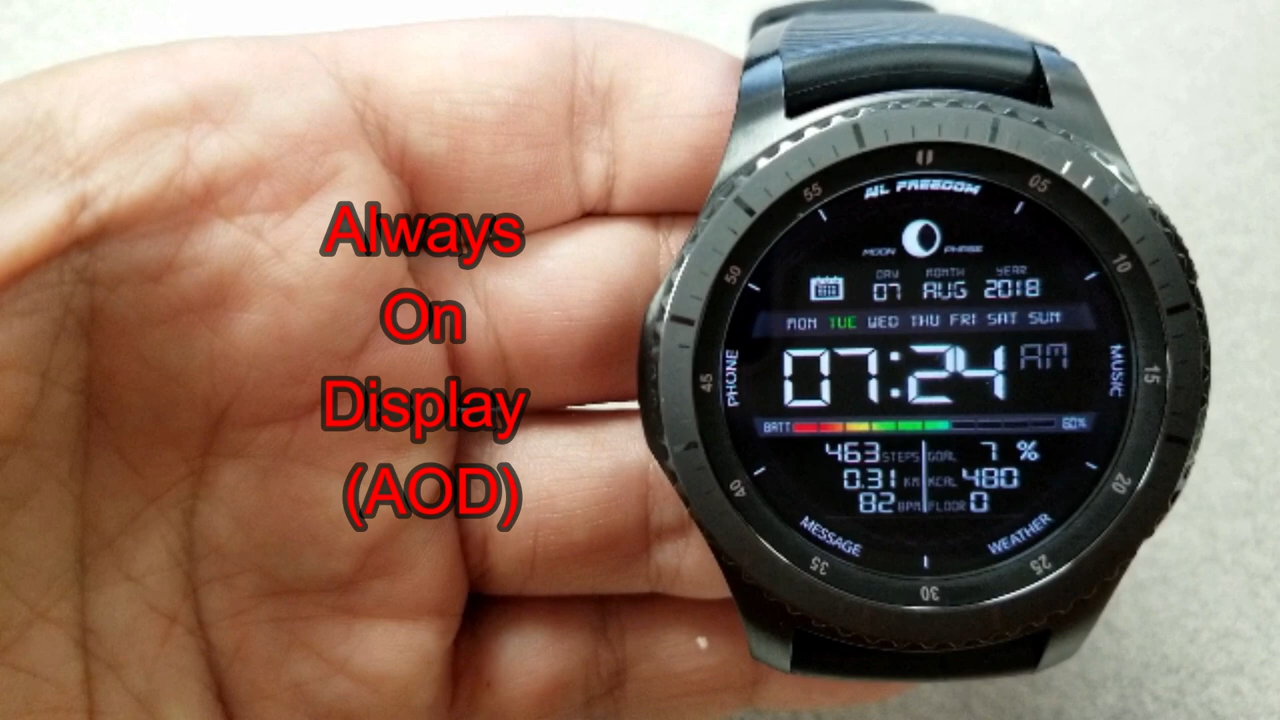 Always
On
Display
(AOD)
FREEDOM
MOON PHASE
DAY MONTH YEAR
07 AUG 2018
MON TUE WED THU FRI SAT SUN
07:24 AM
BATT 60%
463 STEPS GOAL 7 %
0.31 KM KCAL 480
82 BPM FLOOR 0
PHONE
MUSIC
MESSAGE
WEATHER
05
10
15
20
25
30
35
40
45
50
55